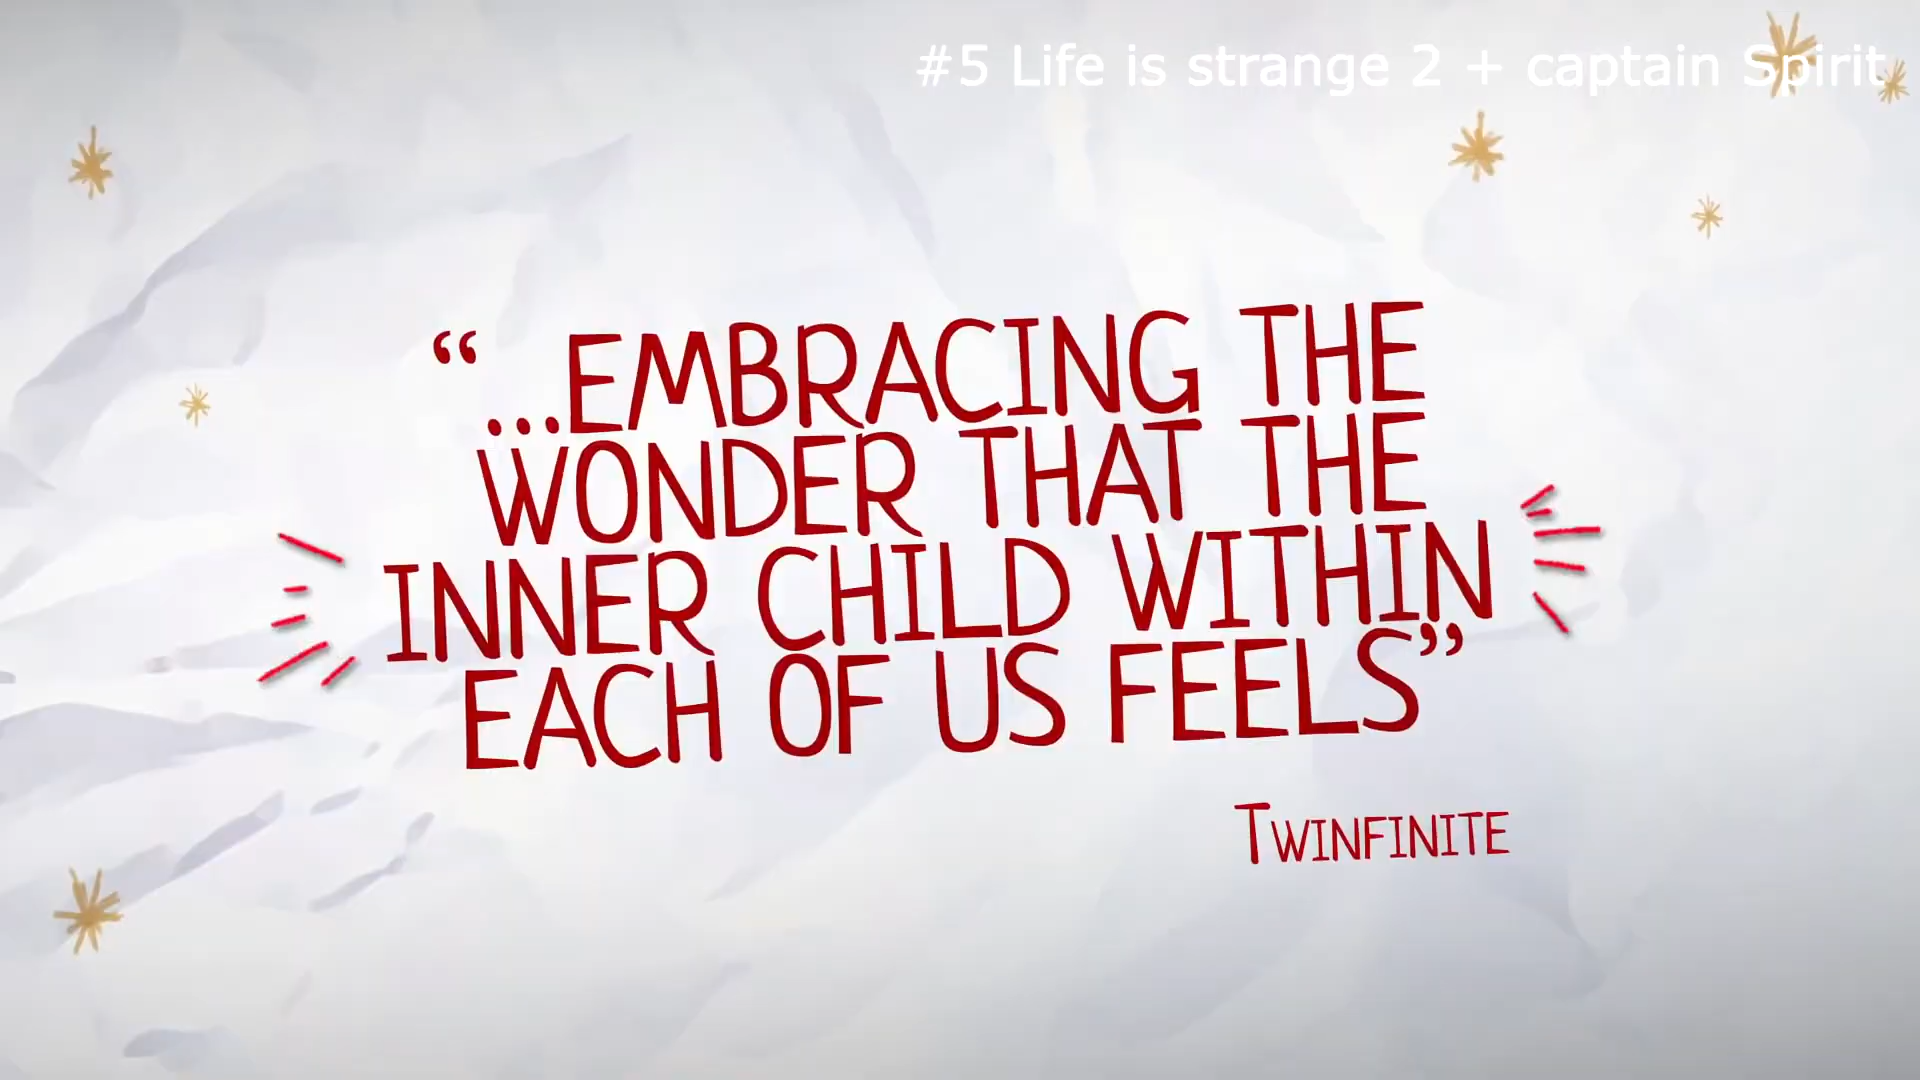 #5 Life is strange 2 + captain Spirit
“ ...EMBRACING THE
WONDER THAT THE
INNER CHILD WITHIN
EACH OF US FEELS”
TWINFINITE